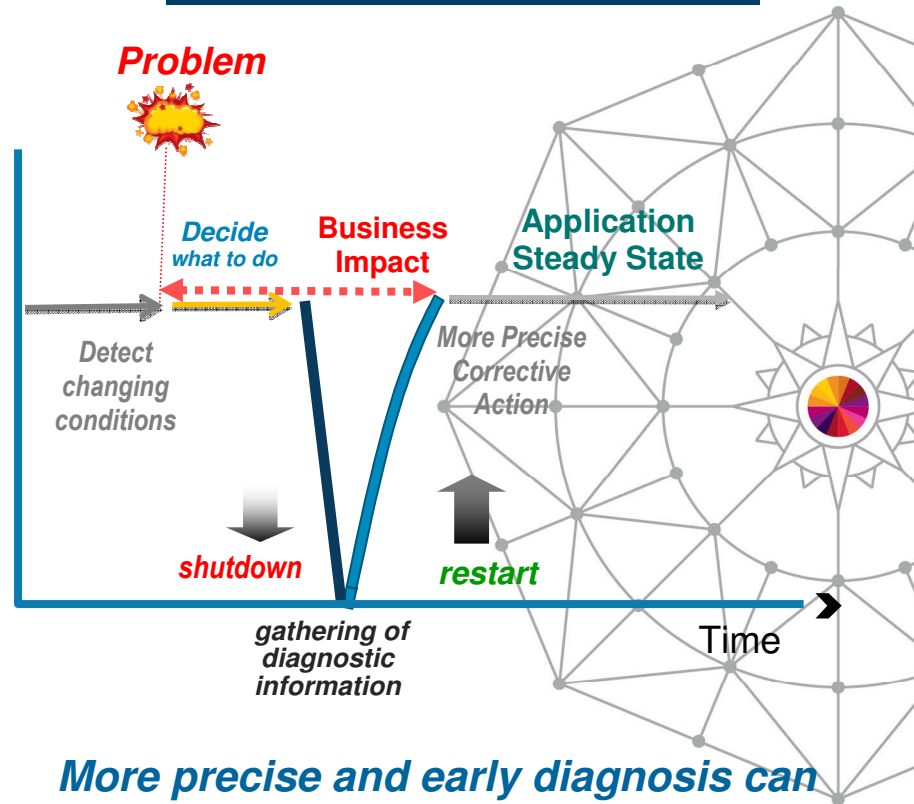 Problem
Decide
what to do
Business
Impact
Application
Steady State
Detect
changing
conditions
More Precise
Corrective
Action
shutdown
restart
gathering of
diagnostic
information
Time
More precise and early diagnosis can